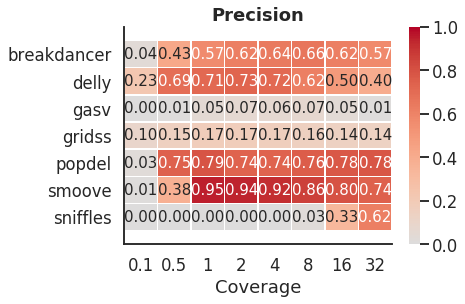 Precision
breakdancer 0.04 0.43 0.57 0.62 0.64 0.66 0.62 0.57
delly 0.23 0.69 0.71 0.73 0.72 0.62 0.50 0.40
gasv 0.00 0.01 0.05 0.07 0.06 0.07 0.05 0.01
gridss 0.10 0.15 0.17 0.17 0.17 0.16 0.14 0.14
popdel 0.03 0.75 0.79 0.74 0.74 0.76 0.78 0.78
smoove 0.01 0.38 0.95 0.94 0.92 0.86 0.80 0.74
sniffles 0.00 0.00 0.00 0.00 0.00 0.03 0.33 0.62
0.1 0.5 1 2 4 8 16 32
Coverage
1.0
0.8
0.6
0.4
0.2
0.0